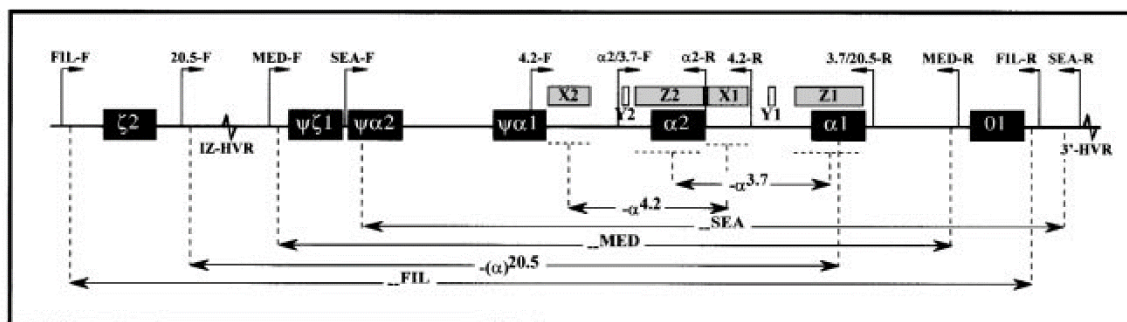 FIL-F 20.5-F MED-F SEA-F 4.2-F α2/3.7-F α2-R 4.2-R 3.7/20.5-R MED-R FIL-R SEA-R
X2 Y2 Z2 X1 Y1 Z1
ζ2 IZ-HVR ψζ1 ψα2 ψα1 α2 α1 θ1 3'-HVR
-α3.7
-α4.2
--SEA
--MED
-(α)20.5
--FIL